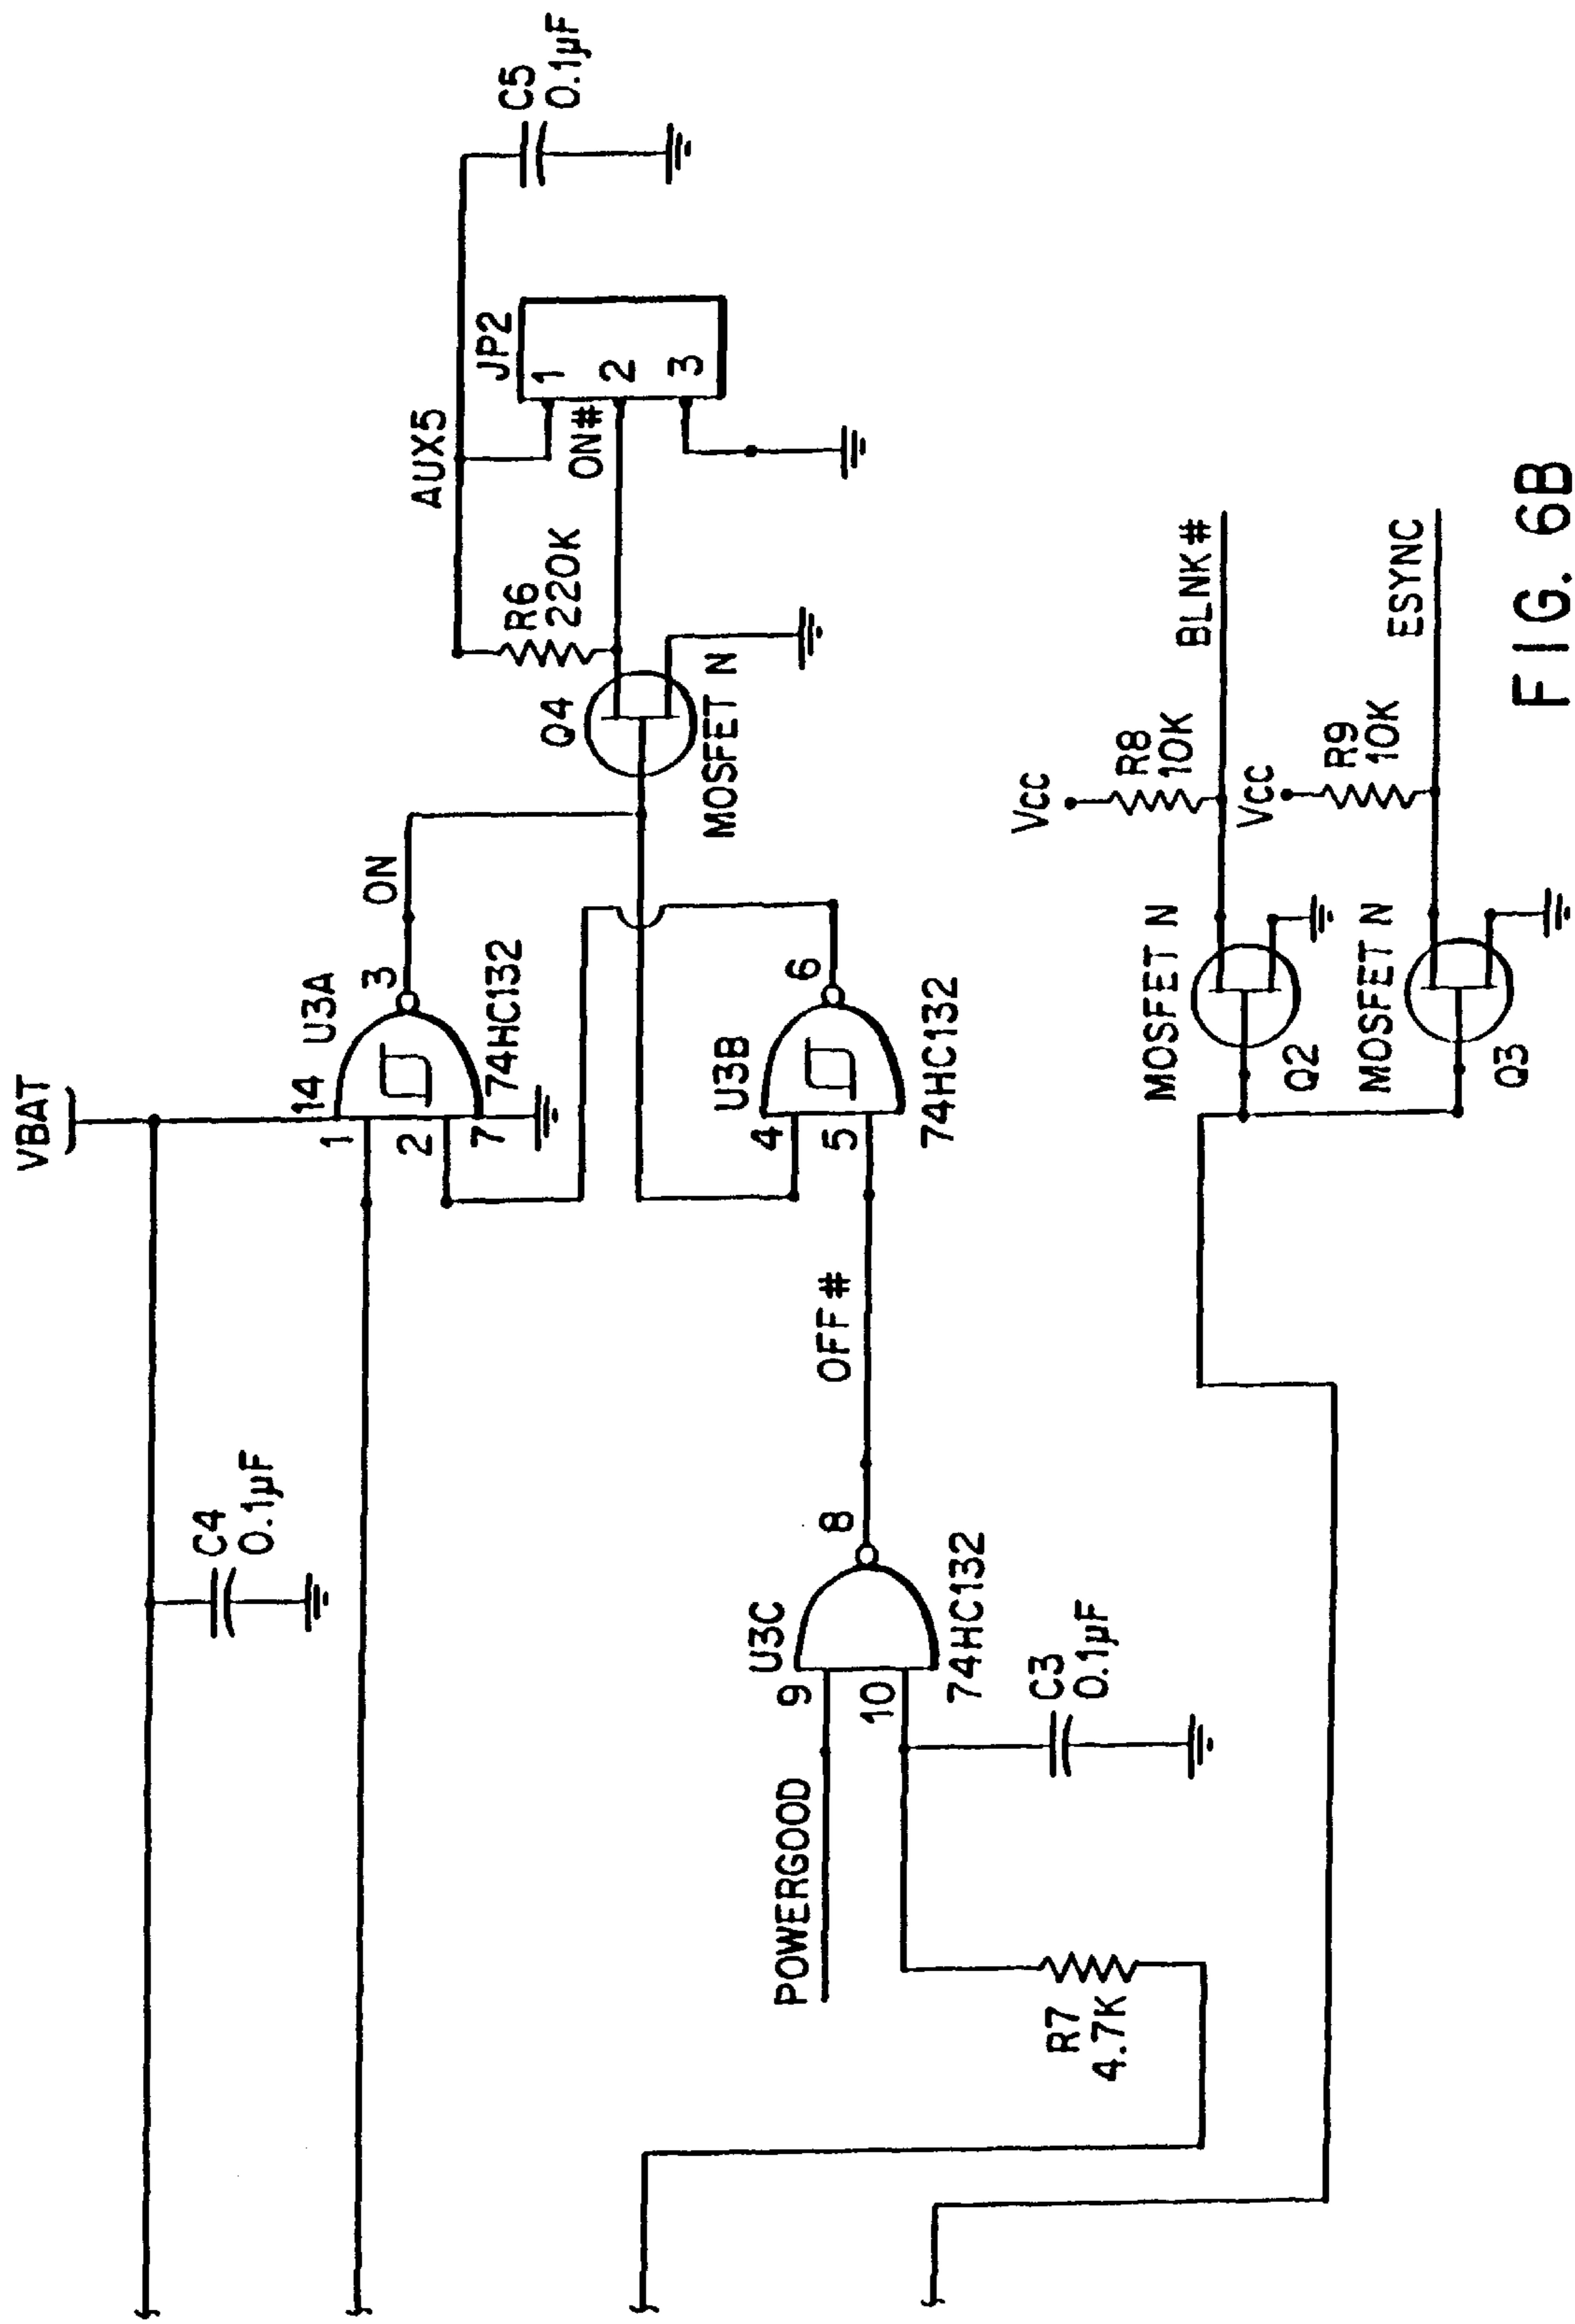 VBAT
C4
0.1µF
1
14
U3A
3
ON
2
7
74HC132
AUX5
C5
0.1µF
JP2
1
ON#
2
3
R6
220K
Q4
MOSFET N
U3B
4
5
6
74HC132
OFF#
POWERGOOD
9
U3C
8
10
74HC132
C3
0.1µF
R7
4.7K
Vcc
R8
10K
BLNK#
MOSFET N
Q2
Vcc
R9
10K
ESYNC
MOSFET N
Q3
FIG. 6B